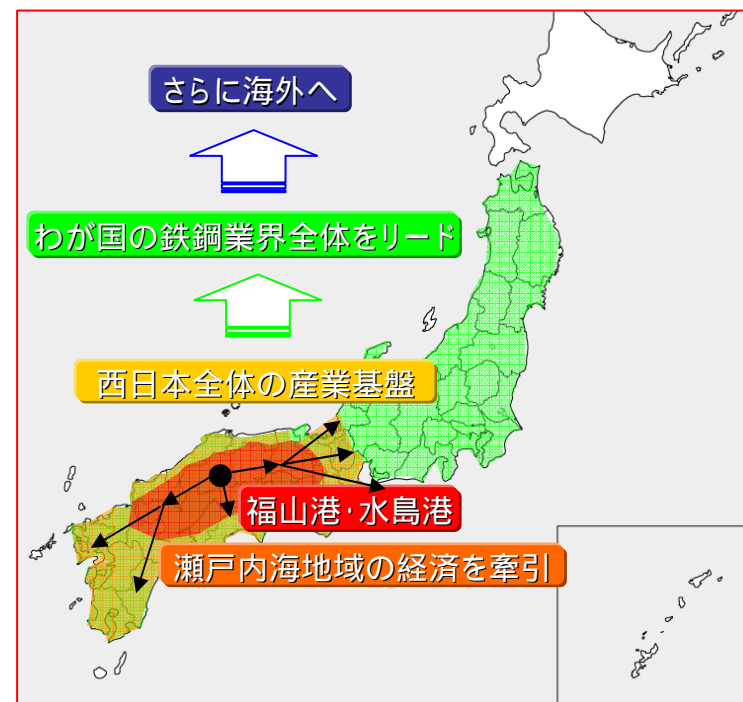 さらに海外へ
わが国の鉄鋼業界全体をリード
西日本全体の産業基盤
福山港・水島港
瀬戸内海地域の経済を牽引